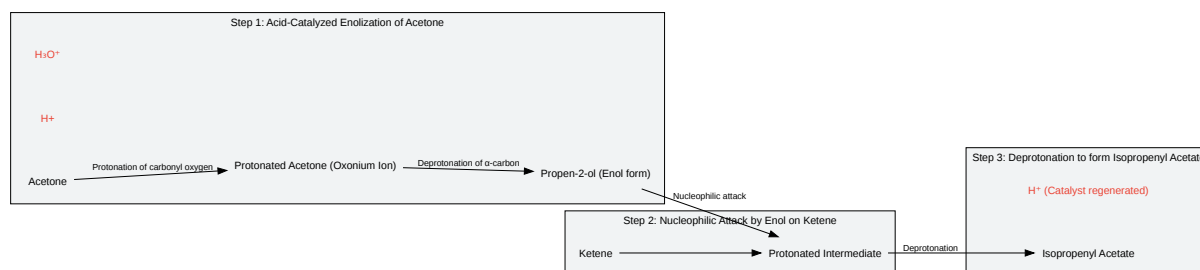 Step 1: Acid-Catalyzed Enolization of Acetone
H₃O⁺
H+
Acetone
Protonation of carbonyl oxygen
Protonated Acetone (Oxonium Ion)
Deprotonation of α-carbon
Propen-2-ol (Enol form)
Nucleophilic attack
Step 2: Nucleophilic Attack by Enol on Ketene
Ketene
Protonated Intermediate
Deprotonation
Step 3: Deprotonation to form Isopropenyl Acetate
H⁺ (Catalyst regenerated)
Isopropenyl Acetate